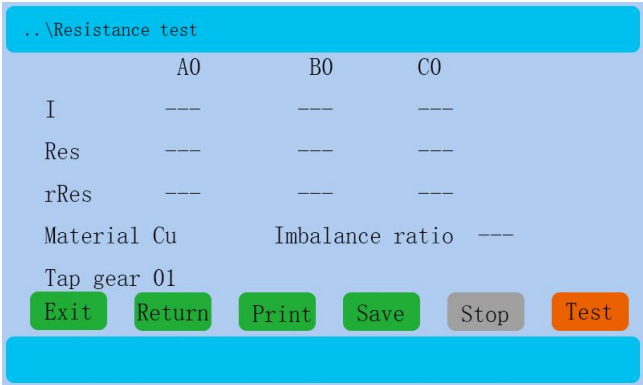 ..\Resistance test
A0 B0 C0
I --- --- ---
Res --- --- ---
rRes --- --- ---
Material Cu Imbalance ratio ---
Tap gear 01
Exit Return Print Save Stop Test